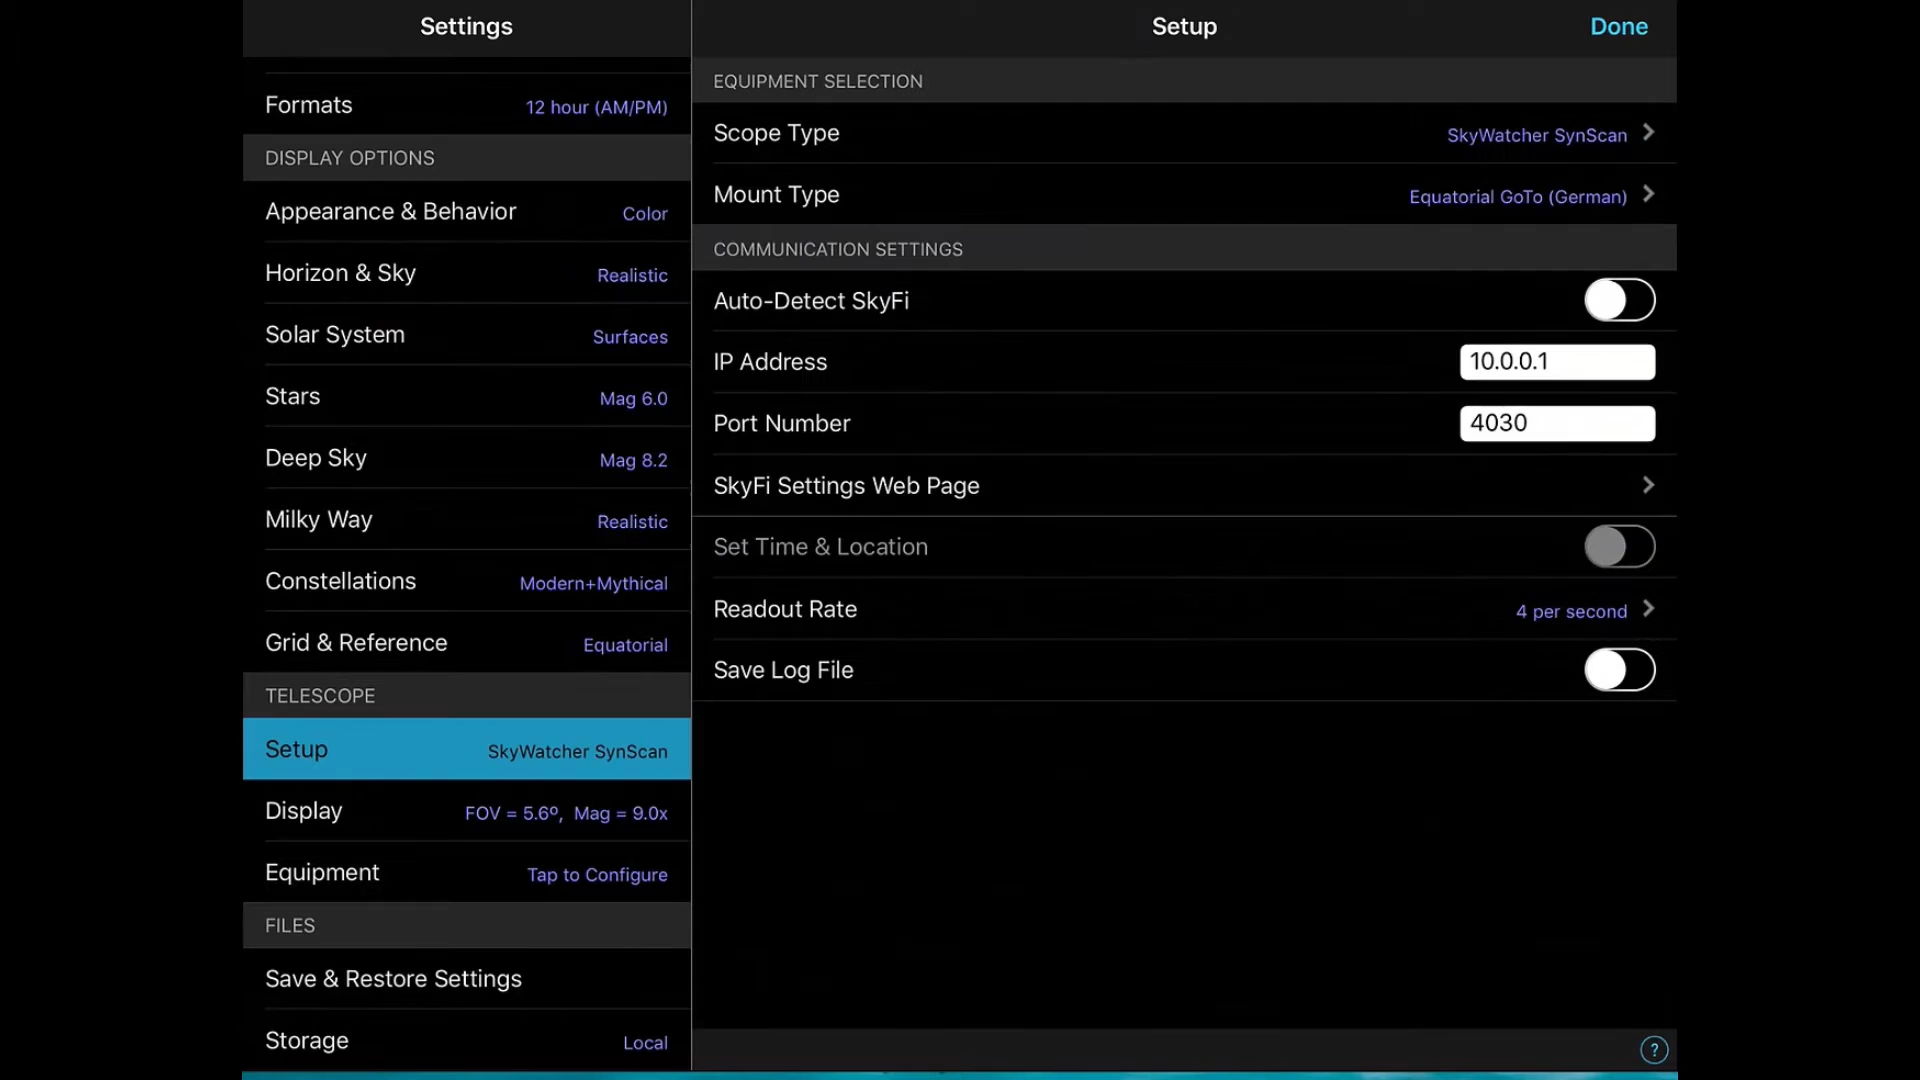 Settings
Formats 12 hour (AM/PM)
DISPLAY OPTIONS
Appearance & Behavior Color
Horizon & Sky Realistic
Solar System Surfaces
Stars Mag 6.0
Deep Sky Mag 8.2
Milky Way Realistic
Constellations Modern+Mythical
Grid & Reference Equatorial
TELESCOPE
Setup SkyWatcher SynScan
Display FOV = 5.6º, Mag = 9.0x
Equipment Tap to Configure
FILES
Save & Restore Settings
Storage Local
Setup Done
EQUIPMENT SELECTION
Scope Type SkyWatcher SynScan
Mount Type Equatorial GoTo (German)
COMMUNICATION SETTINGS
Auto-Detect SkyFi
IP Address 10.0.0.1
Port Number 4030
SkyFi Settings Web Page
Set Time & Location
Readout Rate 4 per second
Save Log File
?